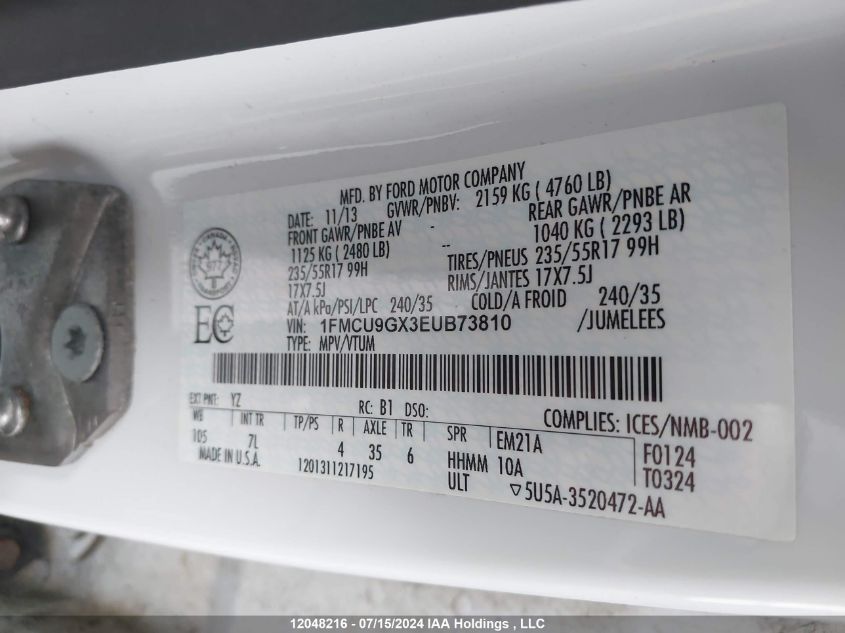 MFD. BY FORD MOTOR COMPANY
DATE: 11/13 GVWR/PNBV: 2159 KG ( 4760 LB)
FRONT GAWR/PNBE AV - REAR GAWR/PNBE AR
1125 KG ( 2480 LB) -- 1040 KG ( 2293 LB)
235/55R17 99H TIRES/PNEUS 235/55R17 99H
17X7.5J RIMS/JANTES 17X7.5J
AT/A kPa/PSI/LPC 240/35 COLD/A FROID 240/35
VIN: 1FMCU9GX3EUB73810 /JUMELEES
TYPE: MPV/VTUM
CANADA
177
EC
EXT PNT: YZ RC: B1 DSO: COMPLIES: ICES/NMB-002
WB INT TR TP/PS R AXLE TR SPR EM21A F0124
105 7L 4 35 6 HHMM 10A T0324
MADE IN U.S.A. 1201311217195 ULT 5U5A-3520472-AA
12048216 - 07/15/2024 IAA Holdings , LLC